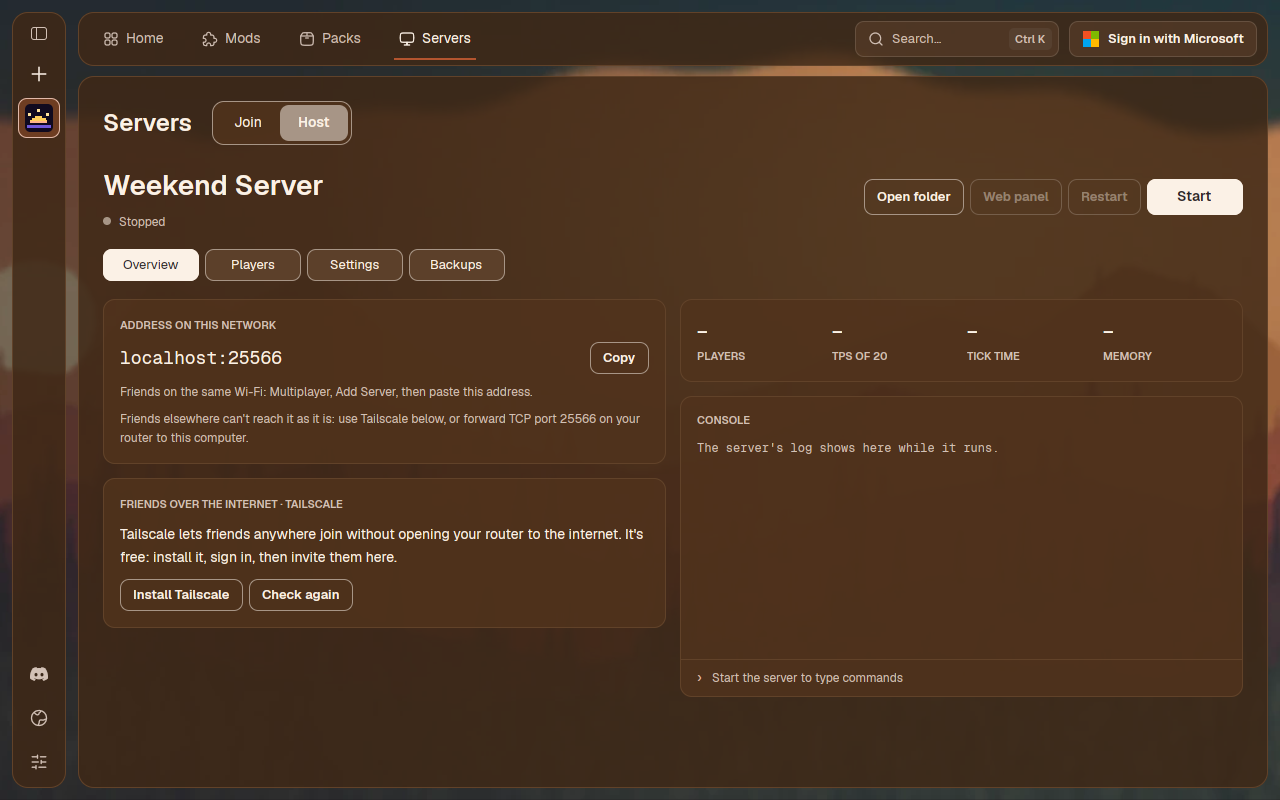 Home
Mods
Packs
Servers
Search...
Ctrl K
Sign in with Microsoft
Servers
Join
Host
Weekend Server
Stopped
Open folder
Web panel
Restart
Start
Overview
Players
Settings
Backups
ADDRESS ON THIS NETWORK
localhost:25566
Copy
Friends on the same Wi-Fi: Multiplayer, Add Server, then paste this address.
Friends elsewhere can't reach it as it is: use Tailscale below, or forward TCP port 25566 on your
router to this computer.
FRIENDS OVER THE INTERNET · TAILSCALE
Tailscale lets friends anywhere join without opening your router to the internet. It's
free: install it, sign in, then invite them here.
Install Tailscale
Check again
– – – –
PLAYERS
TPS OF 20
TICK TIME
MEMORY
CONSOLE
The server's log shows here while it runs.
› Start the server to type commands